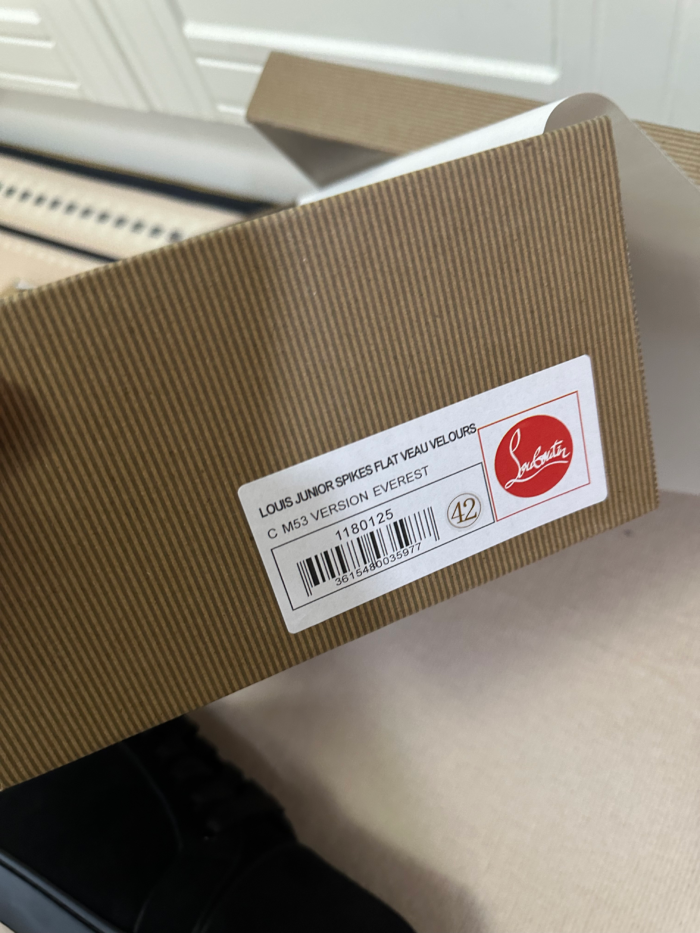 LOUIS JUNIOR SPIKES FLAT VEAU VELOURS
C M53 VERSION EVEREST
1180125
3615480035977
42
Louboutin